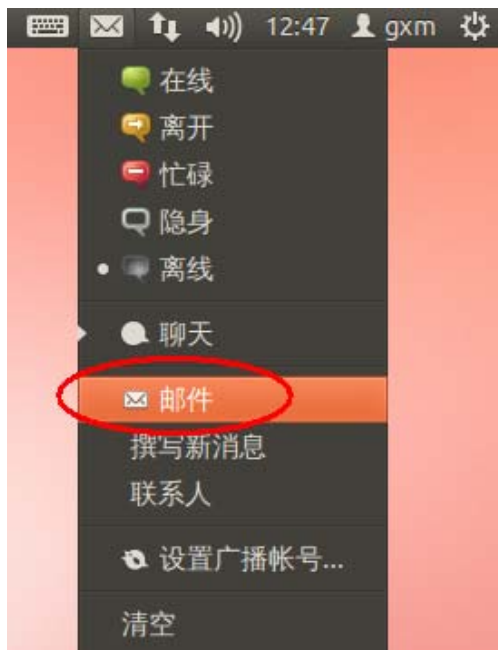 12:47 gxm
在线
离开
忙碌
隐身
离线
聊天
邮件
撰写新消息
联系人
设置广播帐号...
清空